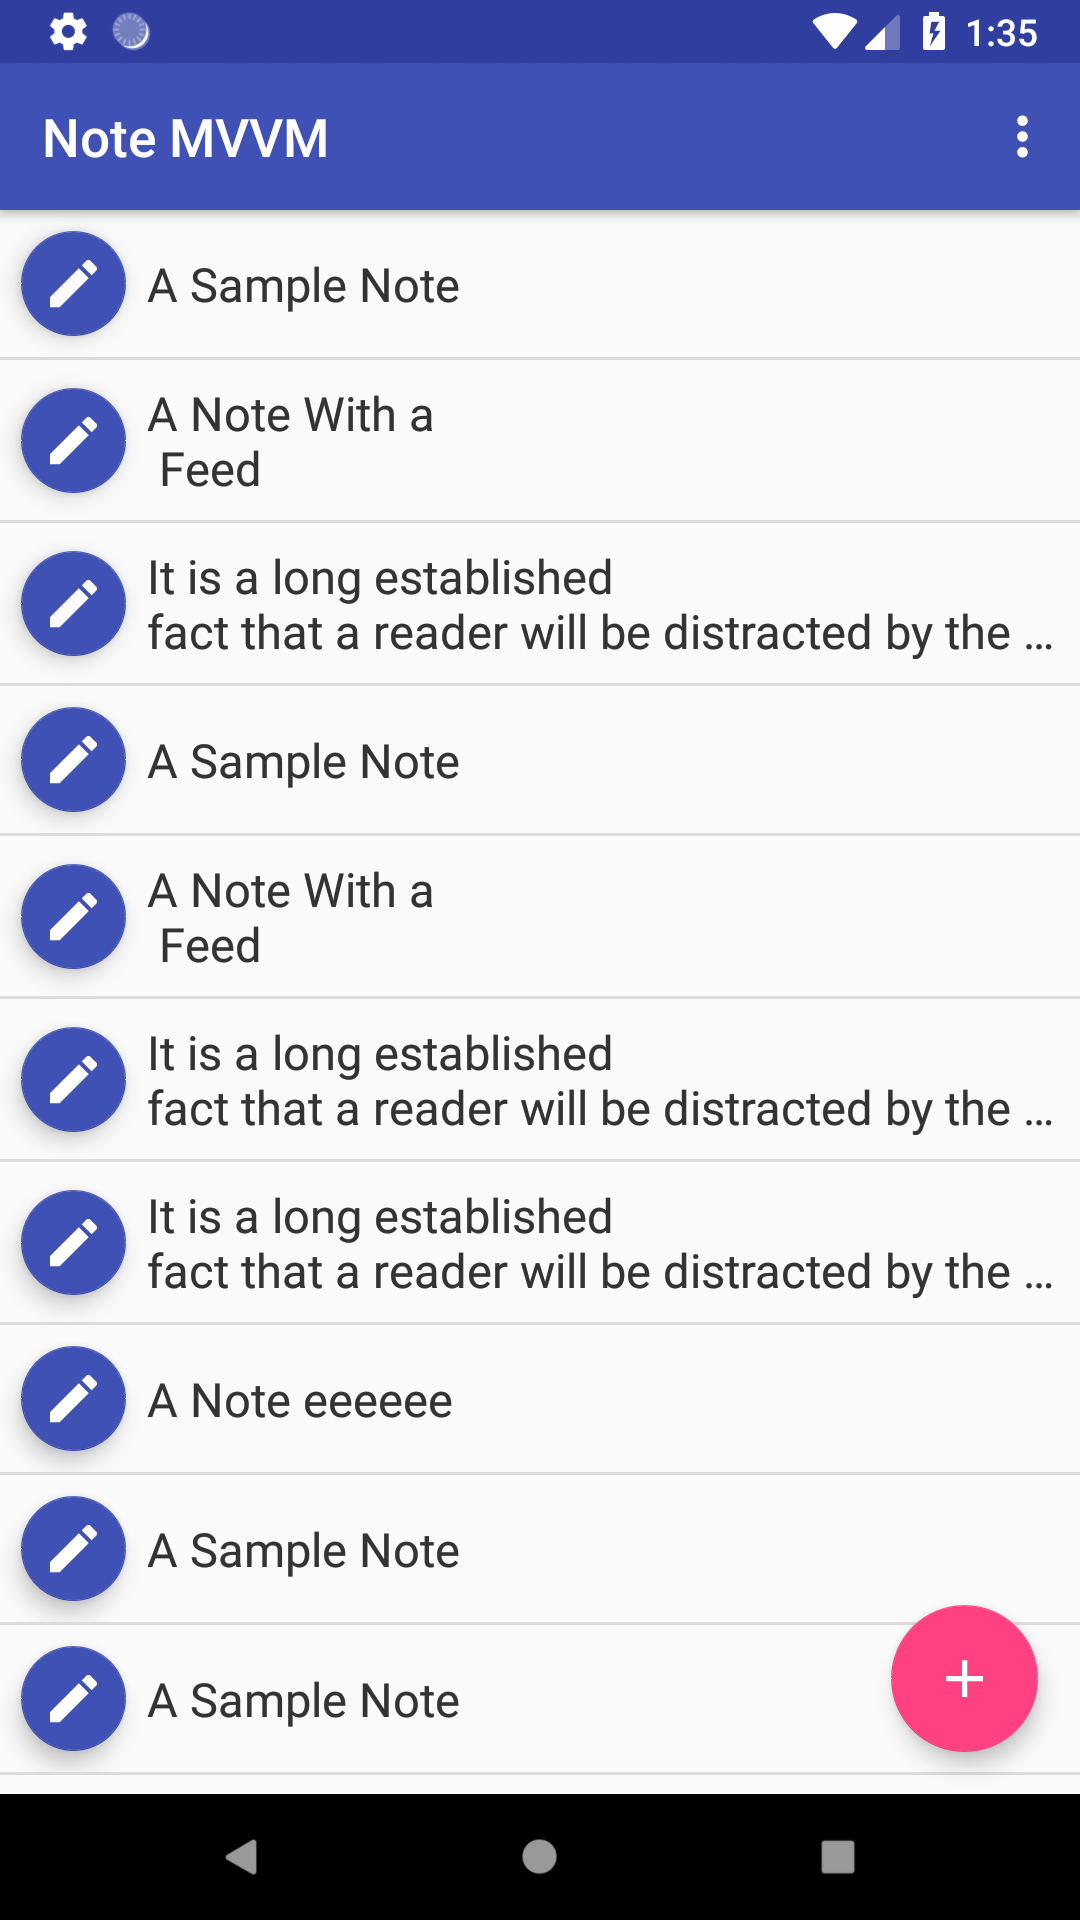 1:35
Note MVVM
A Sample Note
A Note With a
Feed
It is a long established
fact that a reader will be distracted by the ...
A Sample Note
A Note With a
Feed
It is a long established
fact that a reader will be distracted by the ...
It is a long established
fact that a reader will be distracted by the ...
A Note eeeeee
A Sample Note
A Sample Note